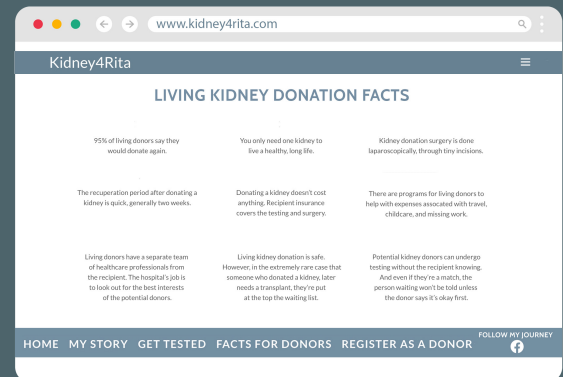 www.kidney4rita.com
Kidney4Rita
LIVING KIDNEY DONATION FACTS
95% of living donors say they
would donate again.
You only need one kidney to
live a healthy, long life.
Kidney donation surgery is done
laparoscopically, through tiny incisions.
The recuperation period after donating a
kidney is quick, generally two weeks.
Donating a kidney doesn't cost
anything. Recipient insurance
covers the testing and surgery.
There are programs for living donors to
help with expenses assocated with travel,
childcare, and missing work.
Living donors have a separate team
of healthcare professionals from
the recipient. The hospital's job is
to look out for the best interests
of the potential donors.
Living kidney donation is safe.
However, in the extremely rare case that
someone who donated a kidney, later
needs a transplant, they're put
at the top the waiting list.
Potential kidney donors can undergo
testing without the recipient knowing.
And even if they're a match, the
person waiting won't be told unless
the donor says it's okay first.
HOME MY STORY GET TESTED FACTS FOR DONORS REGISTER AS A DONOR
FOLLOW MY JOURNEY